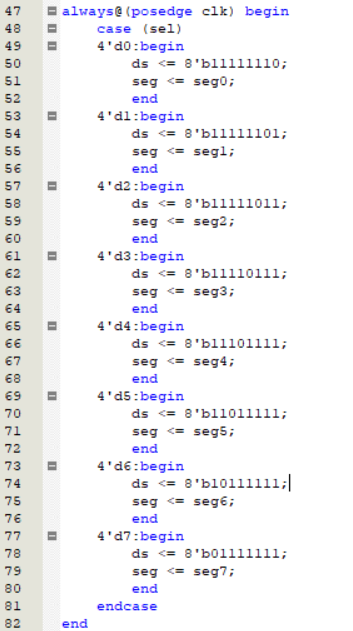 47 always@(posedge clk) begin
48 case (sel)
49 4'd0:begin
50 ds <= 8'b11111110;
51 seg <= seg0;
52 end
53 4'd1:begin
54 ds <= 8'b11111101;
55 seg <= seg1;
56 end
57 4'd2:begin
58 ds <= 8'b11111011;
59 seg <= seg2;
60 end
61 4'd3:begin
62 ds <= 8'b11110111;
63 seg <= seg3;
64 end
65 4'd4:begin
66 ds <= 8'b11101111;
67 seg <= seg4;
68 end
69 4'd5:begin
70 ds <= 8'b11011111;
71 seg <= seg5;
72 end
73 4'd6:begin
74 ds <= 8'b10111111;
75 seg <= seg6;
76 end
77 4'd7:begin
78 ds <= 8'b01111111;
79 seg <= seg7;
80 end
81 endcase
82 end